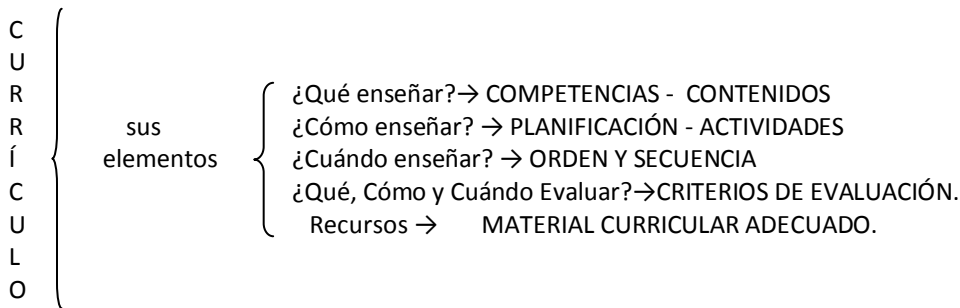 CURRÍCULO
sus
elementos
¿Qué enseñar?→ COMPETENCIAS - CONTENIDOS
¿Cómo enseñar? → PLANIFICACIÓN - ACTIVIDADES
¿Cuándo enseñar? → ORDEN Y SECUENCIA
¿Qué, Cómo y Cuándo Evaluar?→CRITERIOS DE EVALUACIÓN.
Recursos → MATERIAL CURRICULAR ADECUADO.